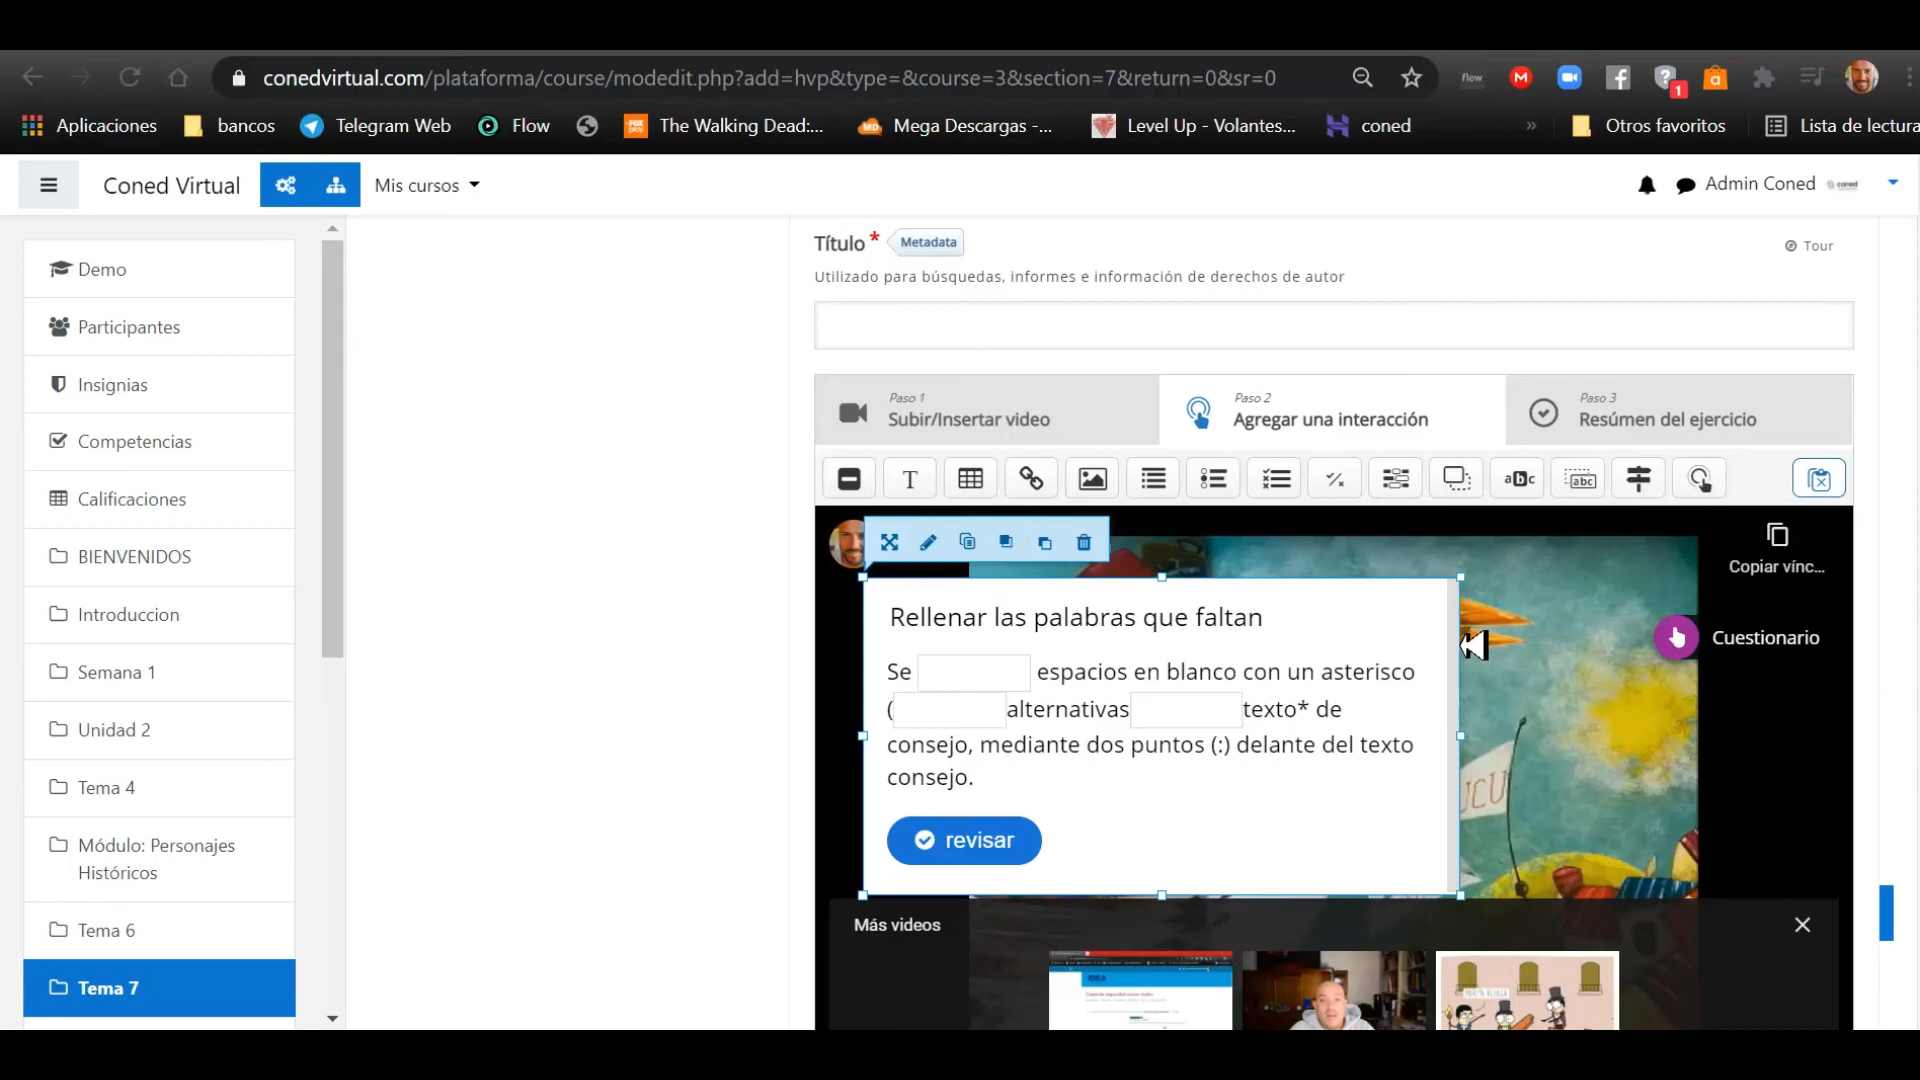 conedvirtual.com/plataforma/course/modedit.php?add=hvp&type=&course=3&section=7&return=0&sr=0
flow
1
Aplicaciones
bancos
Telegram Web
Flow
The Walking Dead:...
Mega Descargas -...
Level Up - Volantes...
coned
»
Otros favoritos
Lista de lectura
Coned Virtual
Mis cursos
Admin Coned
coned
Demo
Participantes
Insignias
Competencias
Calificaciones
BIENVENIDOS
Introduccion
Semana 1
Unidad 2
Tema 4
Módulo: Personajes
Históricos
Tema 6
Tema 7
Título *
Metadata
Tour
Utilizado para búsquedas, informes e información de derechos de autor
Paso 1
Subir/Insertar video
Paso 2
Agregar una interacción
Paso 3
Resúmen del ejercicio
T
abc
abc
Copiar vínc...
Cuestionario
Rellenar las palabras que faltan
Se espacios en blanco con un asterisco
( alternativas texto* de
consejo, mediante dos puntos (:) delante del texto
consejo.
revisar
Más videos